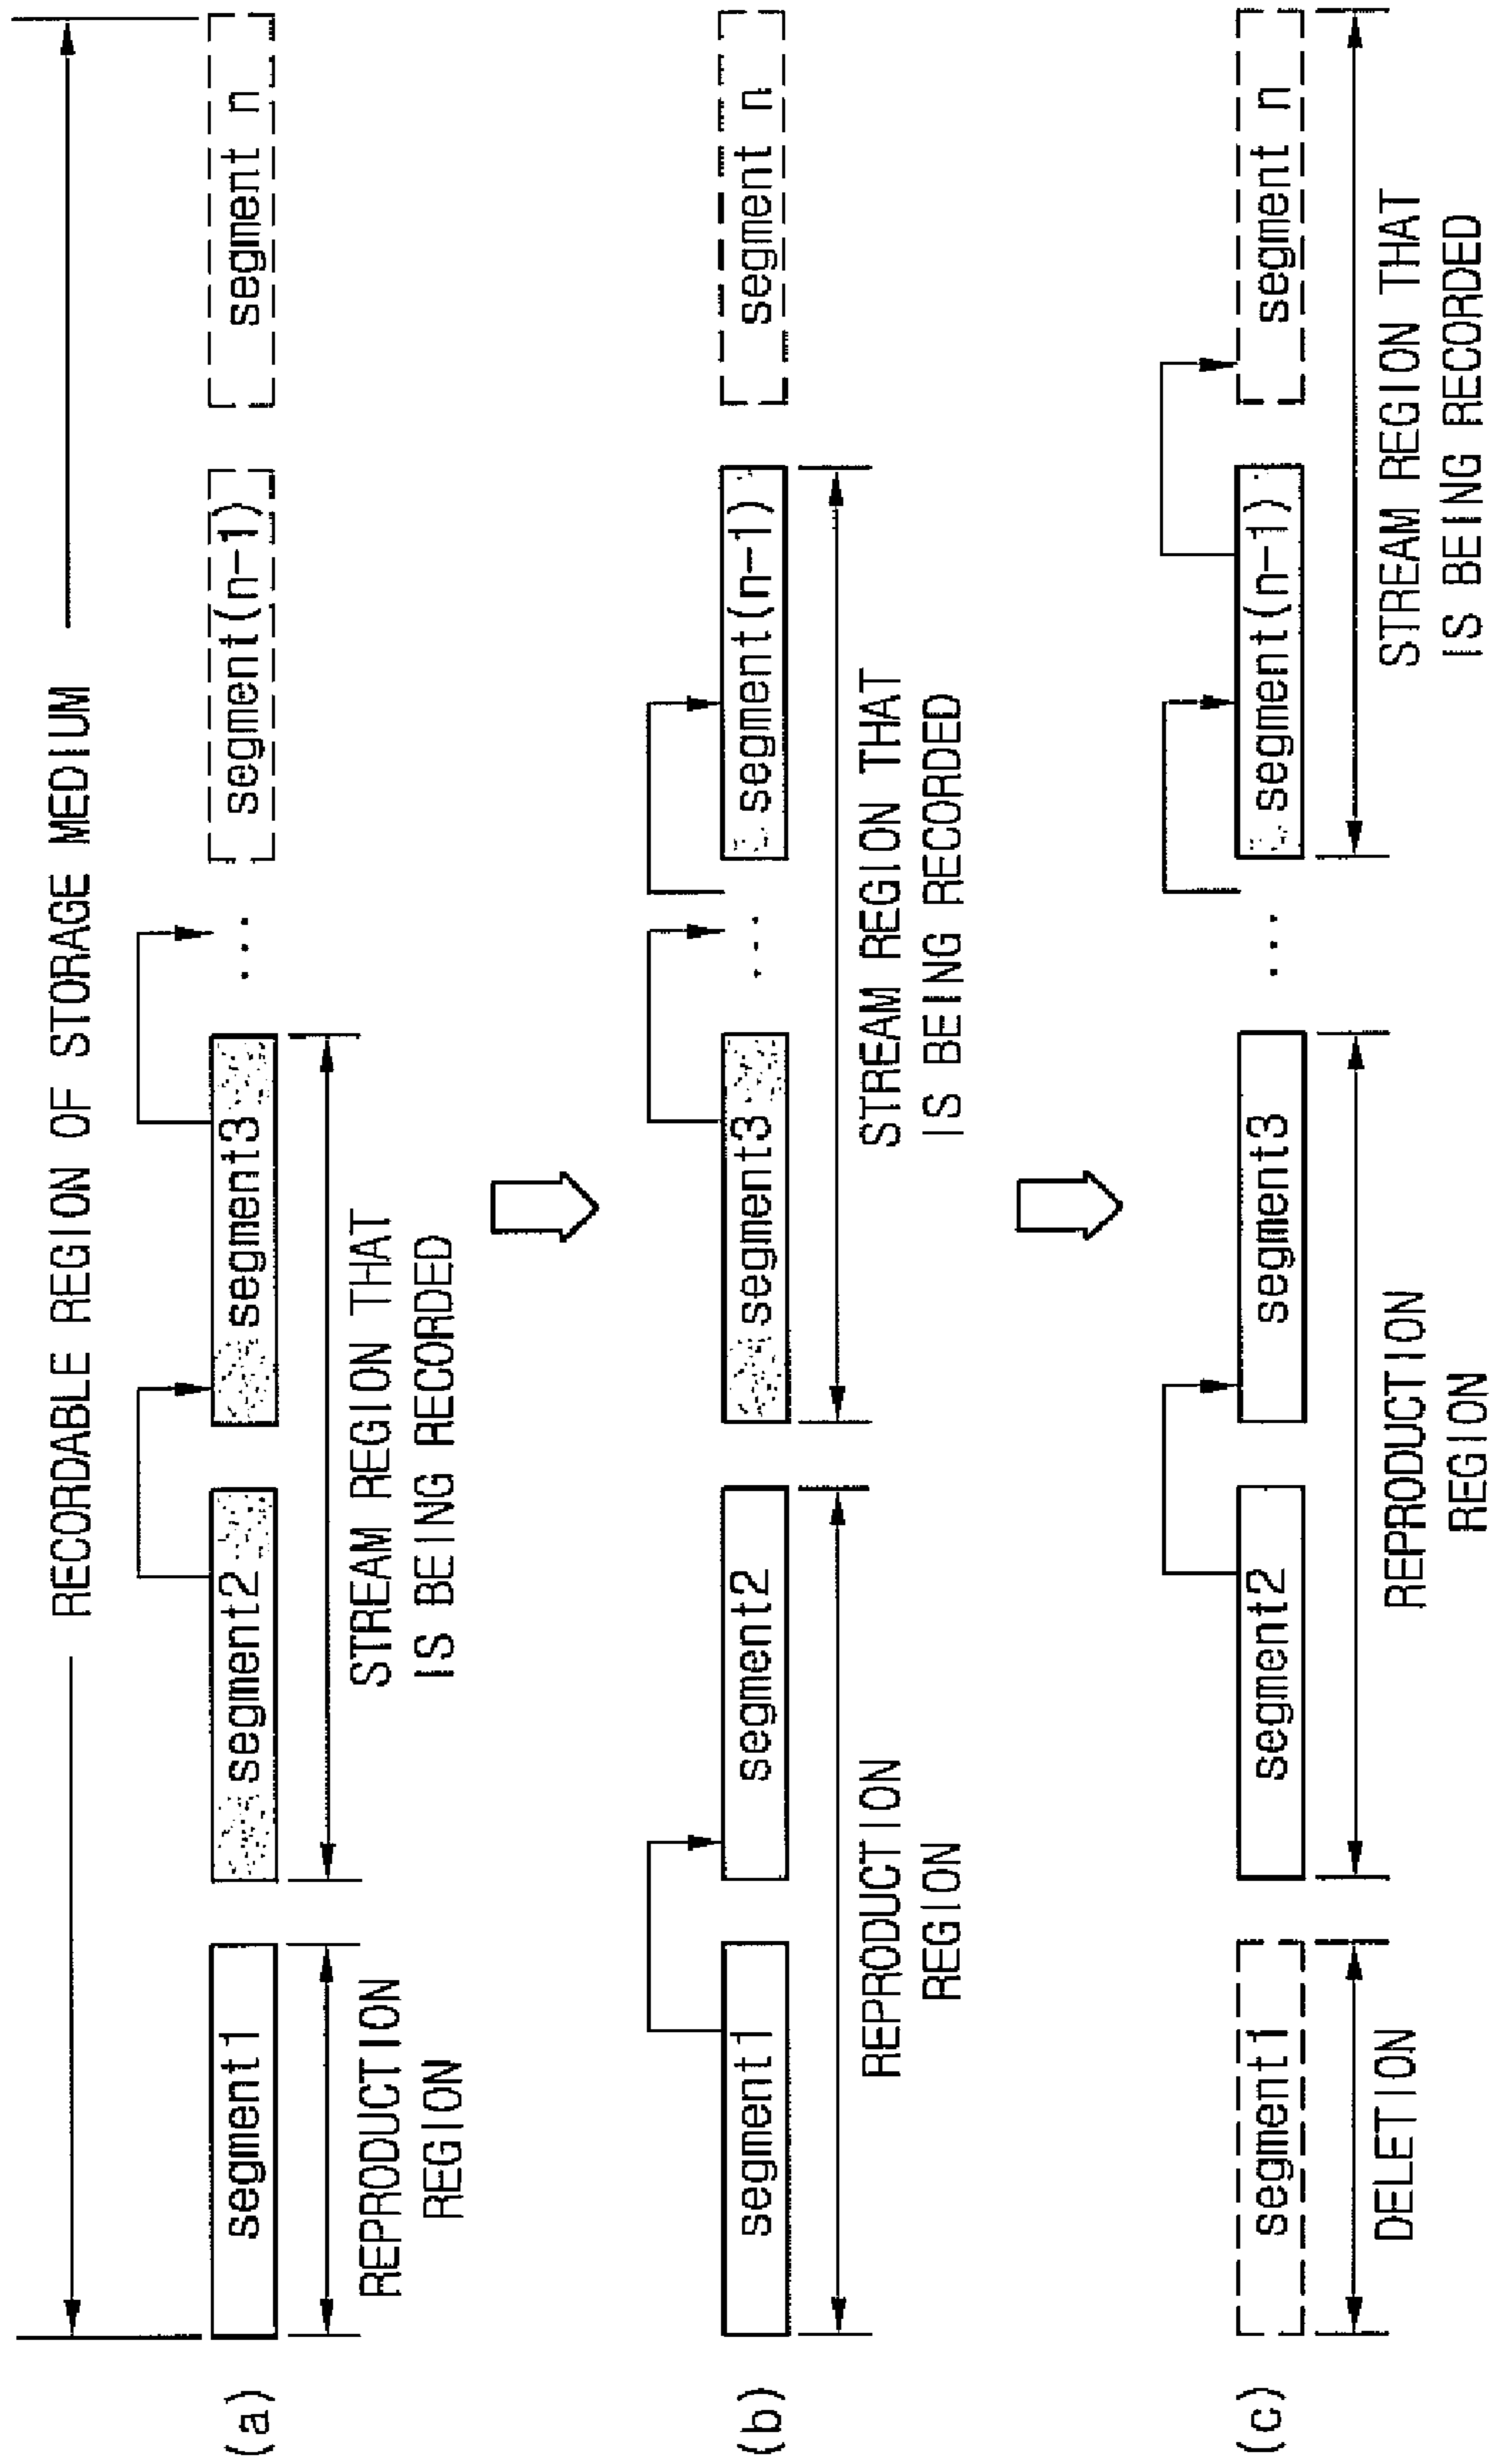 RECORDABLE REGION OF STORAGE MEDIUM
(a) segment1 segment2 segment3 ... segment(n-1) segment n
REPRODUCTION
REGION
STREAM REGION THAT
IS BEING RECORDED
(b) segment1 segment2 segment3 ... segment(n-1) segment n
REPRODUCTION
REGION
STREAM REGION THAT
IS BEING RECORDED
(c) segment1 segment2 segment3 ... segment(n-1) segment n
DELETION
REPRODUCTION
REGION
STREAM REGION THAT
IS BEING RECORDED